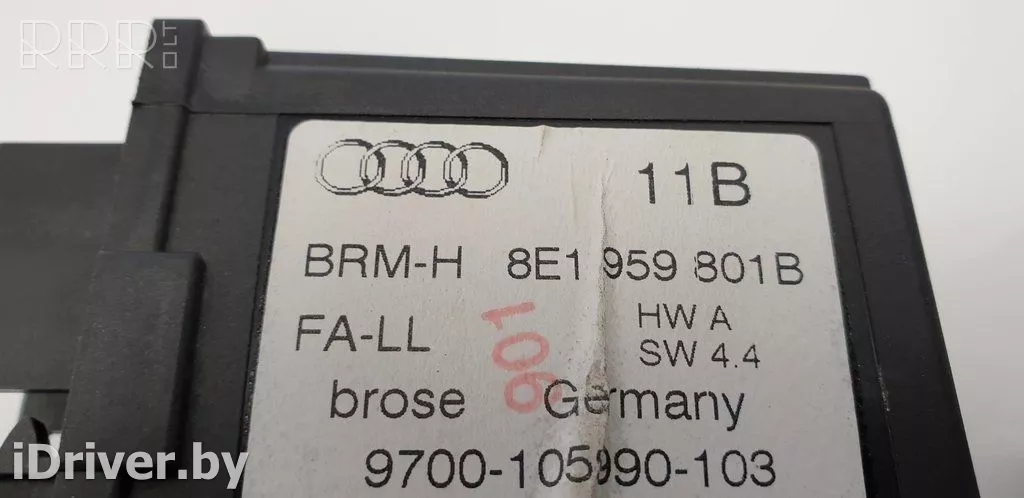 RRR.LT
11B
BRM-H 8E1 959 801B
FA-LL HW A
SW 4.4
901
brose Germany
9700-105990-103
iDriver.by